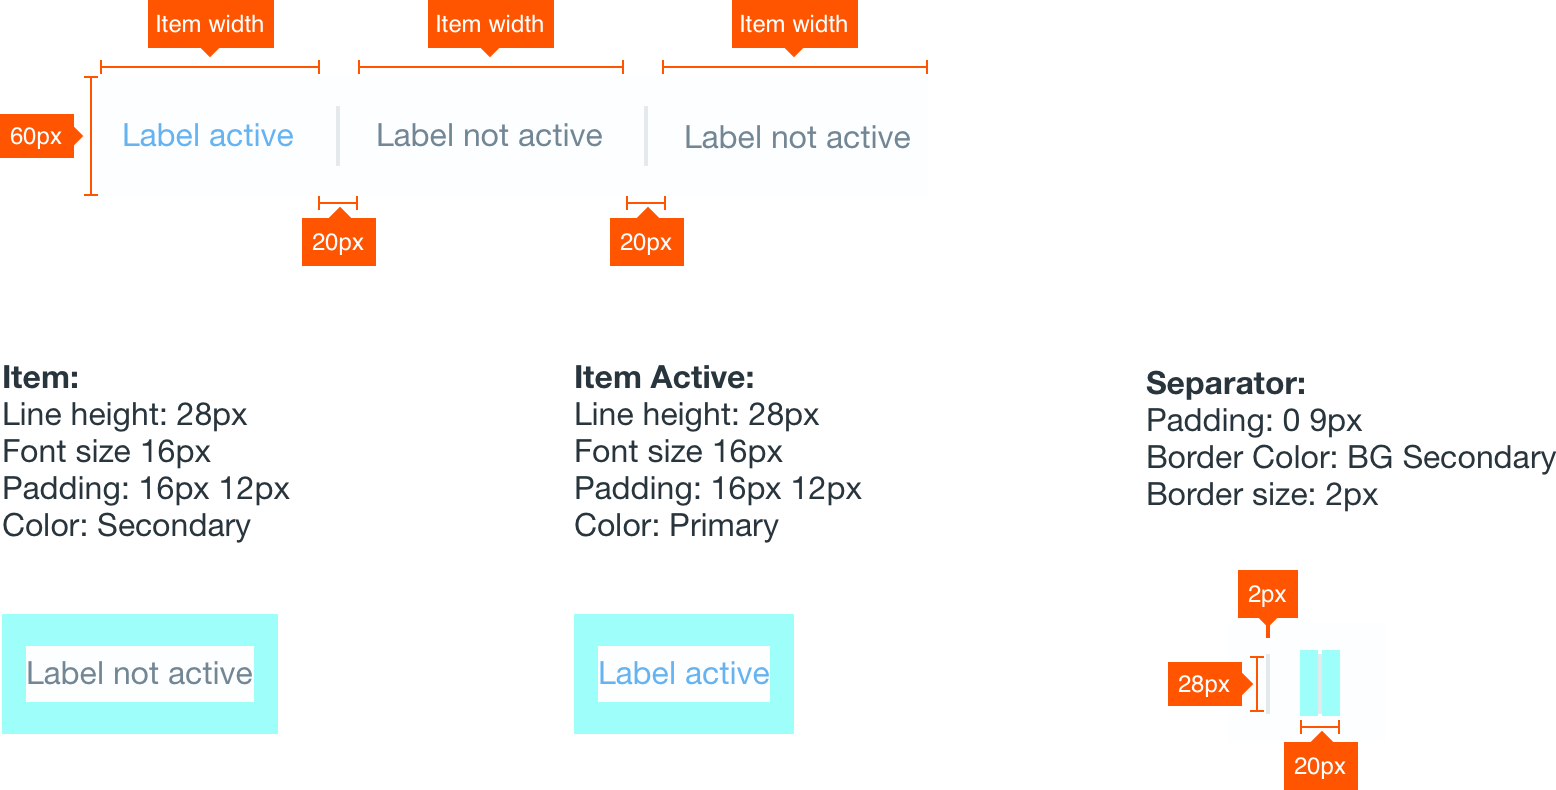 Item width
Item width
Item width
60px
Label active
Label not active
Label not active
20px
20px
Item:
Line height: 28px
Font size 16px
Padding: 16px 12px
Color: Secondary
Label not active
Item Active:
Line height: 28px
Font size 16px
Padding: 16px 12px
Color: Primary
Label active
Separator:
Padding: 0 9px
Border Color: BG Secondary
Border size: 2px
2px
28px
20px